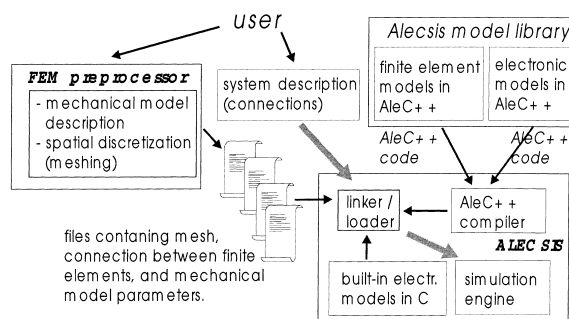 user
Alecsis model library
FEM preprocessor
- mechanical model
description
- spatial discretization
(meshing)
system description
(connections)
finite element
models in
AleC++
electronic
models in
AleC++
AleC++
code
AleC++
code
files contaning mesh,
connection between finite
elements, and mechanical
model parameters.
linker /
loader
AleC++
compiler
ALECSIS
built-in electr.
models in C
simulation
engine